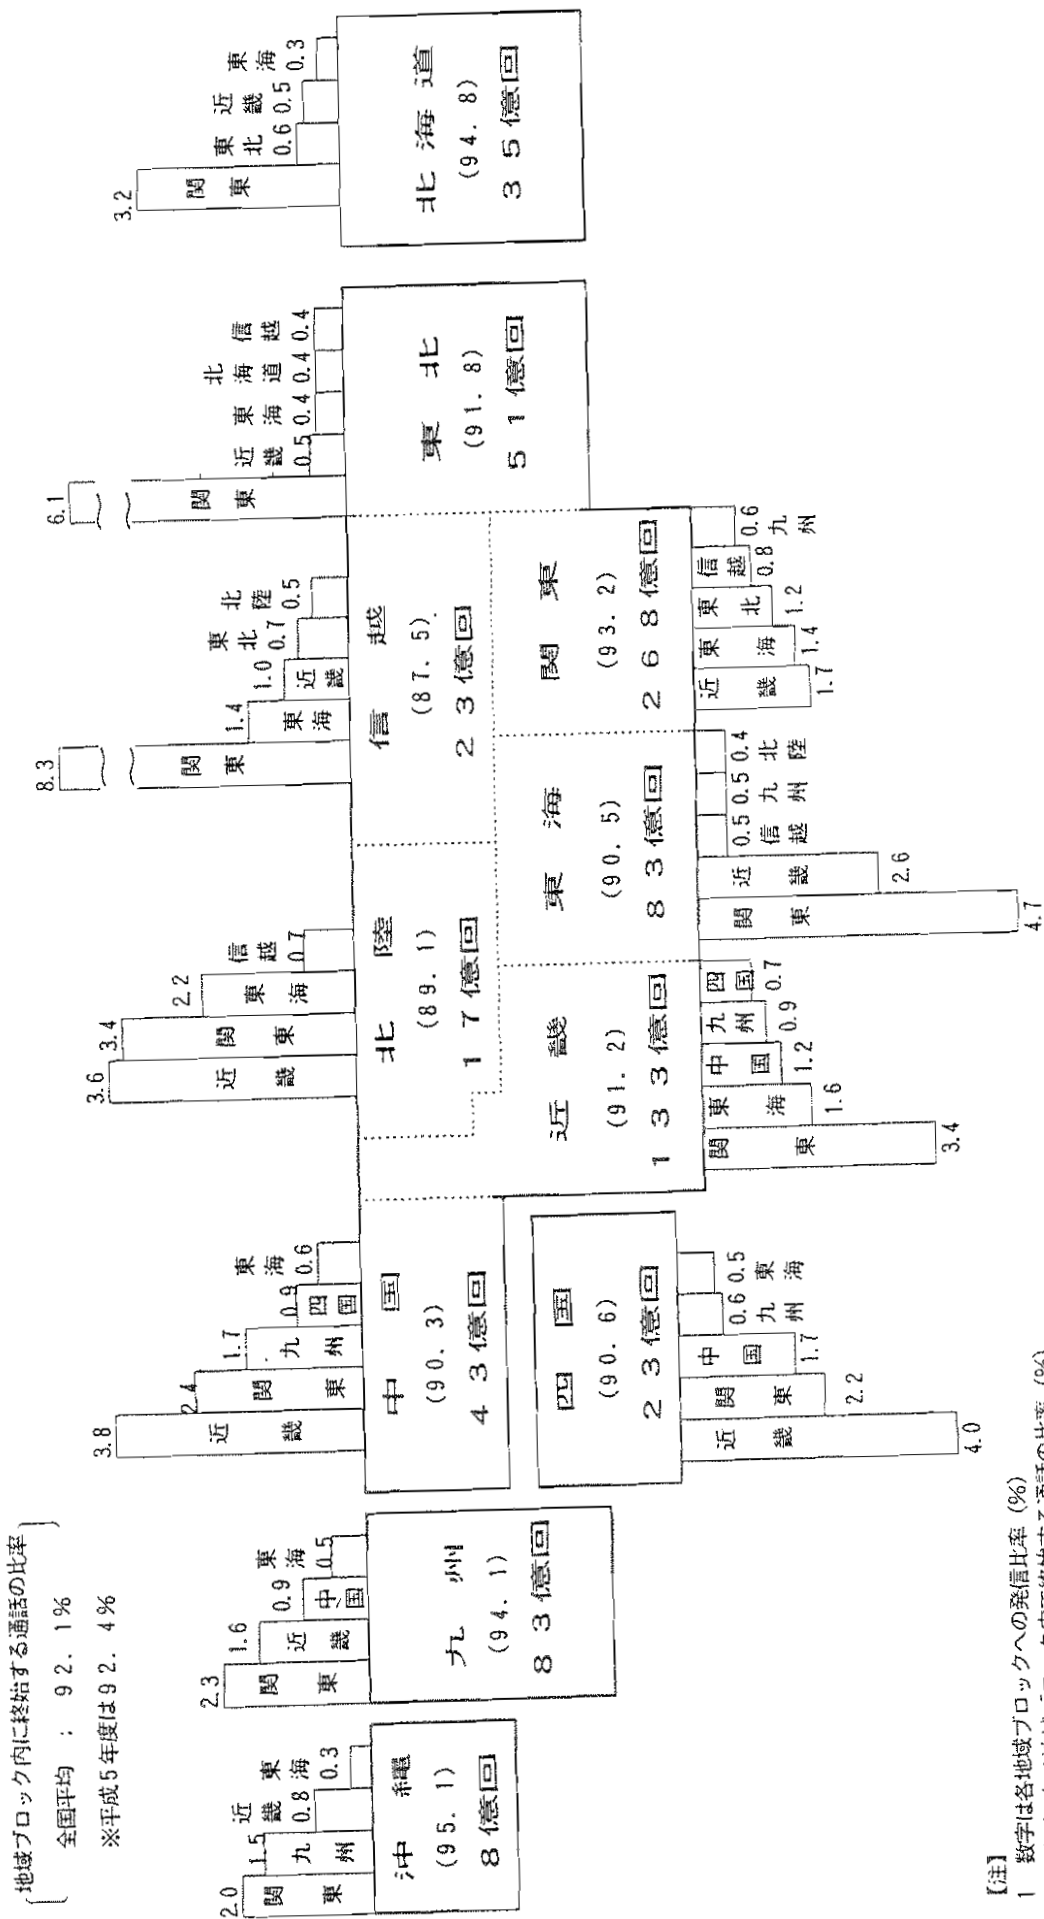 地域ブロック内に終始する通話の比率
全国平均 ; 92.1%
※平成5年度は92.4%
2.0 関東
1.5 九州
近畿 0.8
東海 0.3
沖縄
(95.1)
8億回
2.3 関東
1.6 近畿
0.9 中国
東海 0.5
九州
(94.1)
83億回
3.8 近畿
2.4 関東
1.7 九州
0.9 四国
東海 0.6
中国
(90.3)
43億回
四国
(90.6)
23億回
近畿 4.0
関東 2.2
中国 1.7
0.6 九州
0.5 東海
3.6 近畿
3.4 関東
2.2 東海
信越 0.7
北陸
(89.1)
17億回
近畿
(91.2)
133億回
関東 3.4
東海 1.6
中国 1.2
九州 0.9
四国 0.7
8.3 関東
1.4 東海
1.0 近畿
東北 0.7
北陸 0.5
信越
(87.5)
23億回
東海
(90.5)
83億回
関東 4.7
近畿 2.6
0.5 信越
0.5 九州
0.4 北陸
関東
(93.2)
268億回
近畿 1.7
東海 1.4
東北 1.2
信越 0.8
0.6 九州
6.1 関東
近畿 0.5
東海 0.4
北海道 0.4
信越 0.4
東北
(91.8)
51億回
3.2 関東
東北 0.6
近畿 0.5
東海 0.3
北海道
(94.8)
35億回
【注】
1 数字は各地域ブロックへの発信比率 (%)